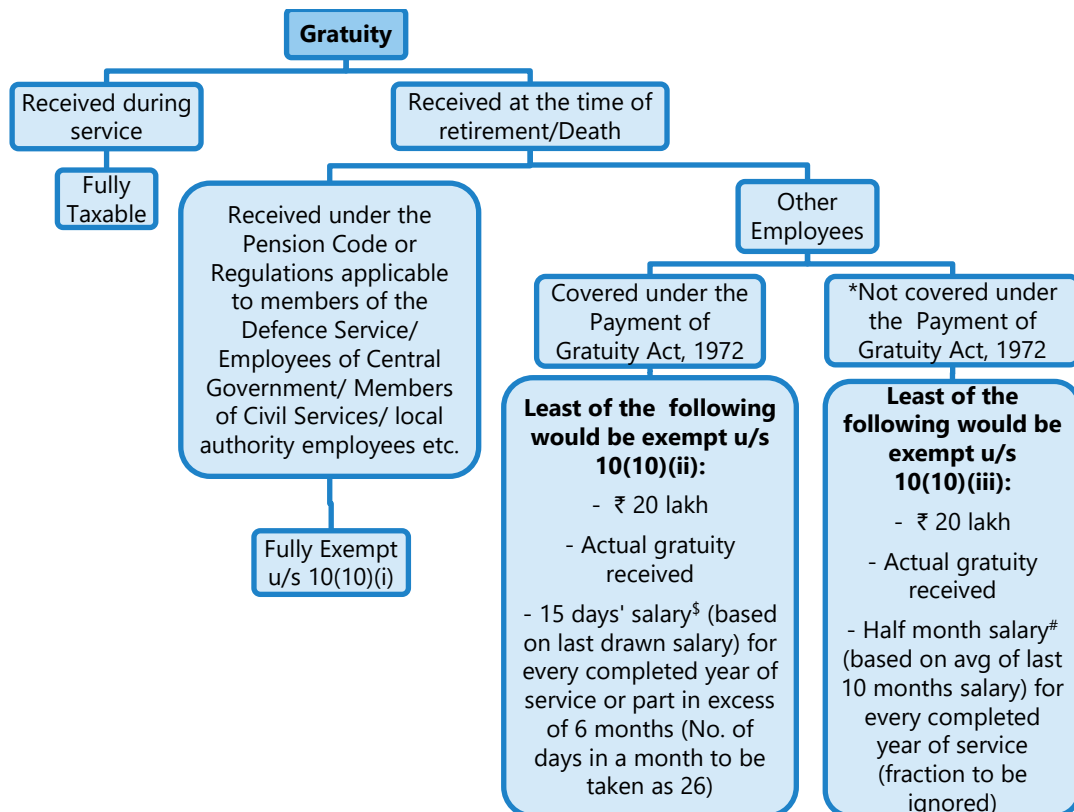 Gratuity
Received during
service
Received at the time of
retirement/Death
Fully
Taxable
Received under the
Pension Code or
Regulations applicable
to members of the
Defence Service/
Employees of Central
Government/ Members
of Civil Services/ local
authority employees etc.
Fully Exempt
u/s 10(10)(i)
Other
Employees
Covered under the
Payment of
Gratuity Act, 1972
Least of the following
would be exempt u/s
10(10)(ii):
- ₹ 20 lakh
- Actual gratuity
received
- 15 days' salary$ (based
on last drawn salary) for
every completed year of
service or part in excess
of 6 months (No. of
days in a month to be
taken as 26)
*Not covered under
the Payment of
Gratuity Act, 1972
Least of the
following would be
exempt u/s
10(10)(iii):
- ₹ 20 lakh
- Actual gratuity
received
- Half month salary#
(based on avg of last
10 months salary) for
every completed
year of service
(fraction to be
ignored)